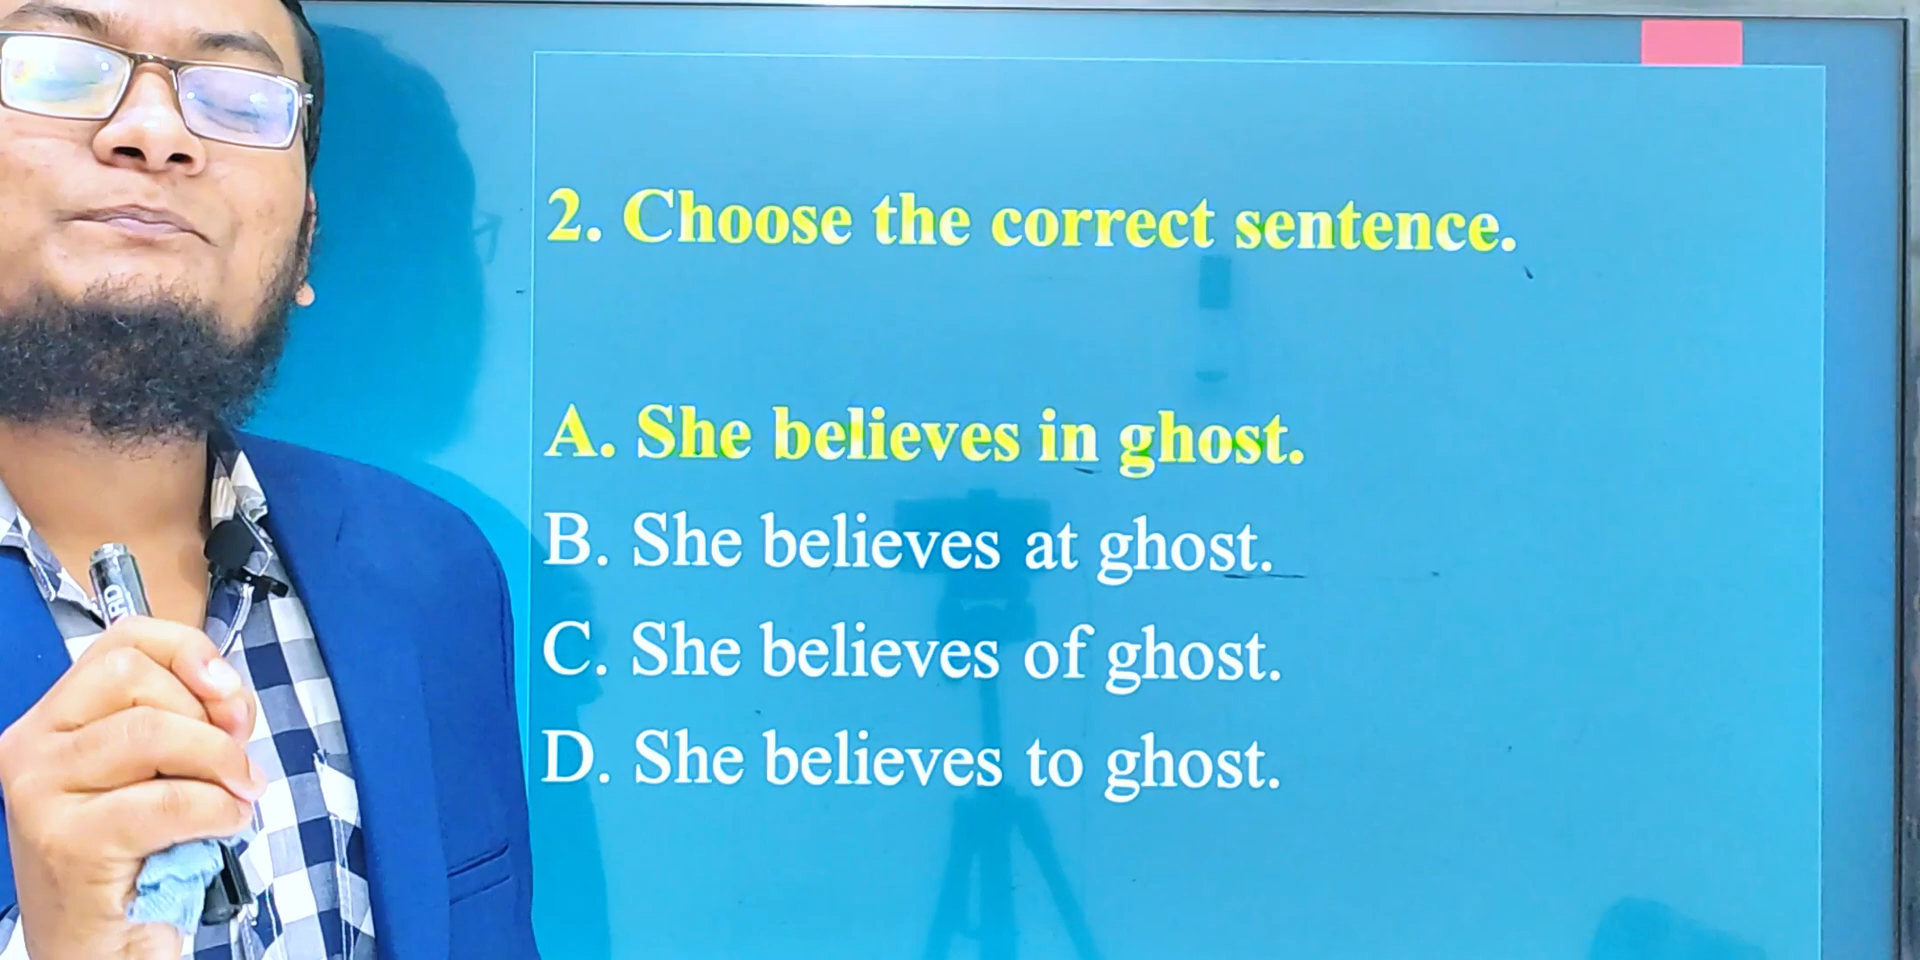 2. Choose the correct sentence.
A. She believes in ghost.
B. She believes at ghost.
C. She believes of ghost.
D. She believes to ghost.